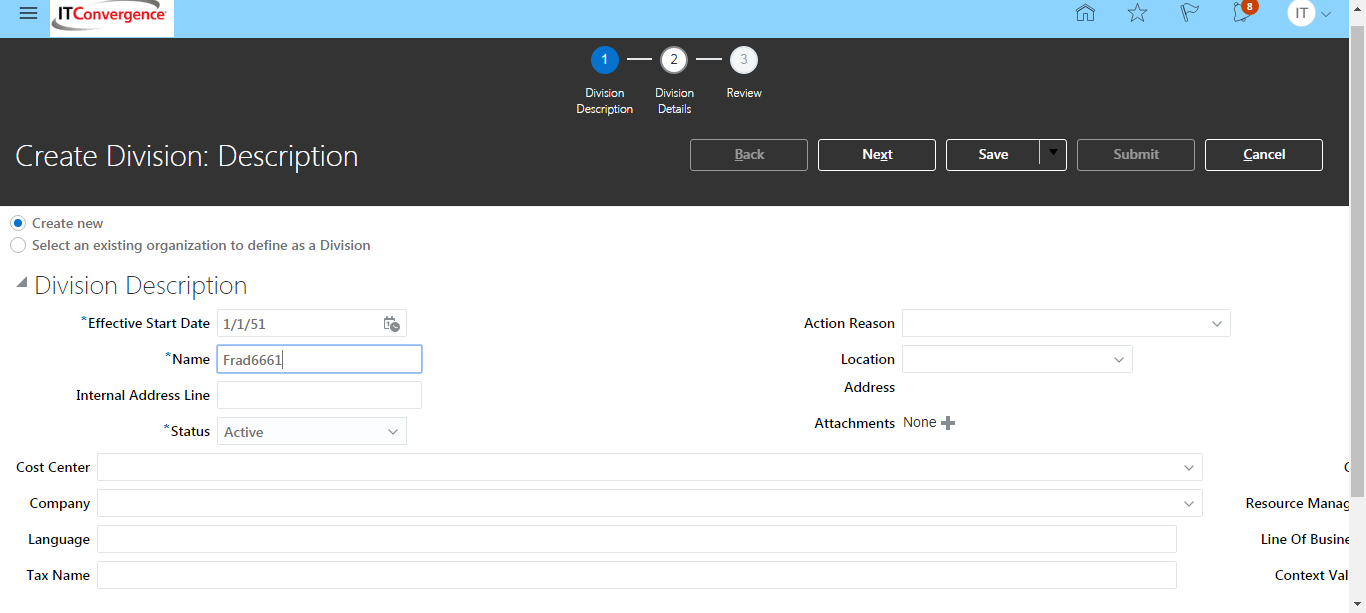 ITConvergence
8
IT
1
2
3
Division Description
Division Details
Review
Create Division: Description
Back
Next
Save
Submit
Cancel
Create new
Select an existing organization to define as a Division
Division Description
*Effective Start Date 1/1/51
Action Reason
*Name Frad6661
Location
Internal Address Line
Address
*Status Active
Attachments None
Cost Center
Company
Resource Manag
Language
Line Of Busine
Tax Name
Context Val